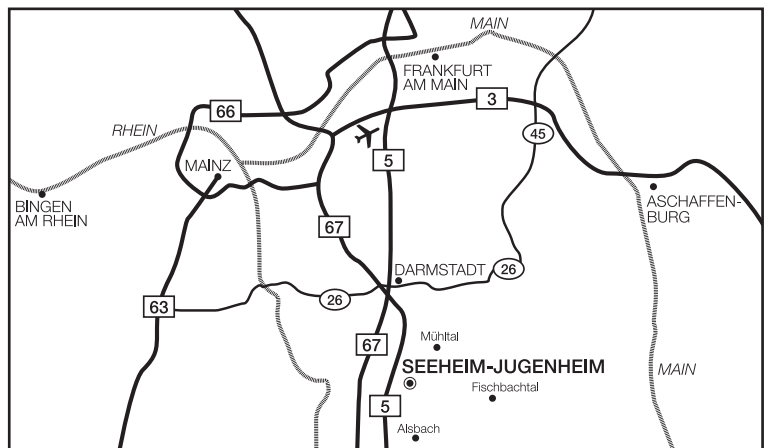 MAIN
FRANKFURT
AM MAIN
66
3
RHEIN
45
5
MAINZ
BINGEN
AM RHEIN
ASCHAFFEN-
BURG
67
DARMSTADT
26
26
63
Mühltal
67
SEEHEIM-JUGENHEIM
MAIN
Fischbachtal
5
Alsbach